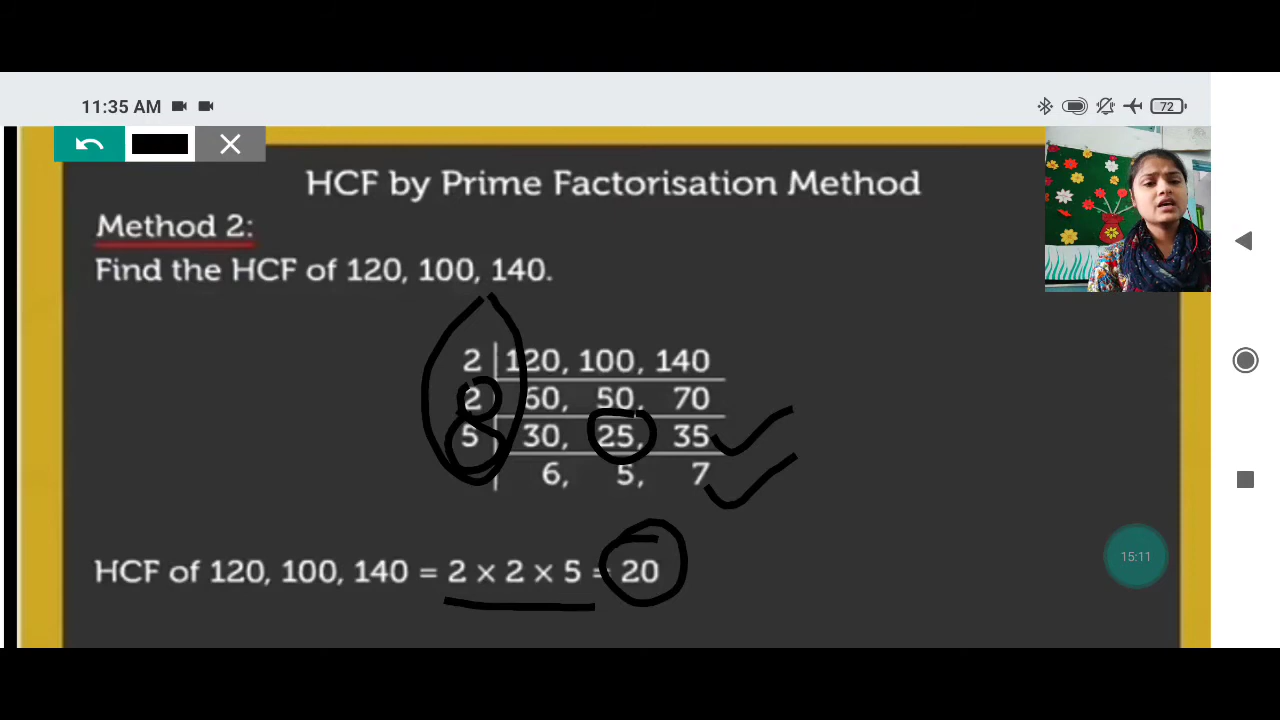 11:35 AM
72
HCF by Prime Factorisation Method
Method 2:
Find the HCF of 120, 100, 140.
2 120, 100, 140
2 60, 50, 70
5 30, 25, 35
6, 5, 7
HCF of 120, 100, 140 = 2 × 2 × 5 = 20
15:11